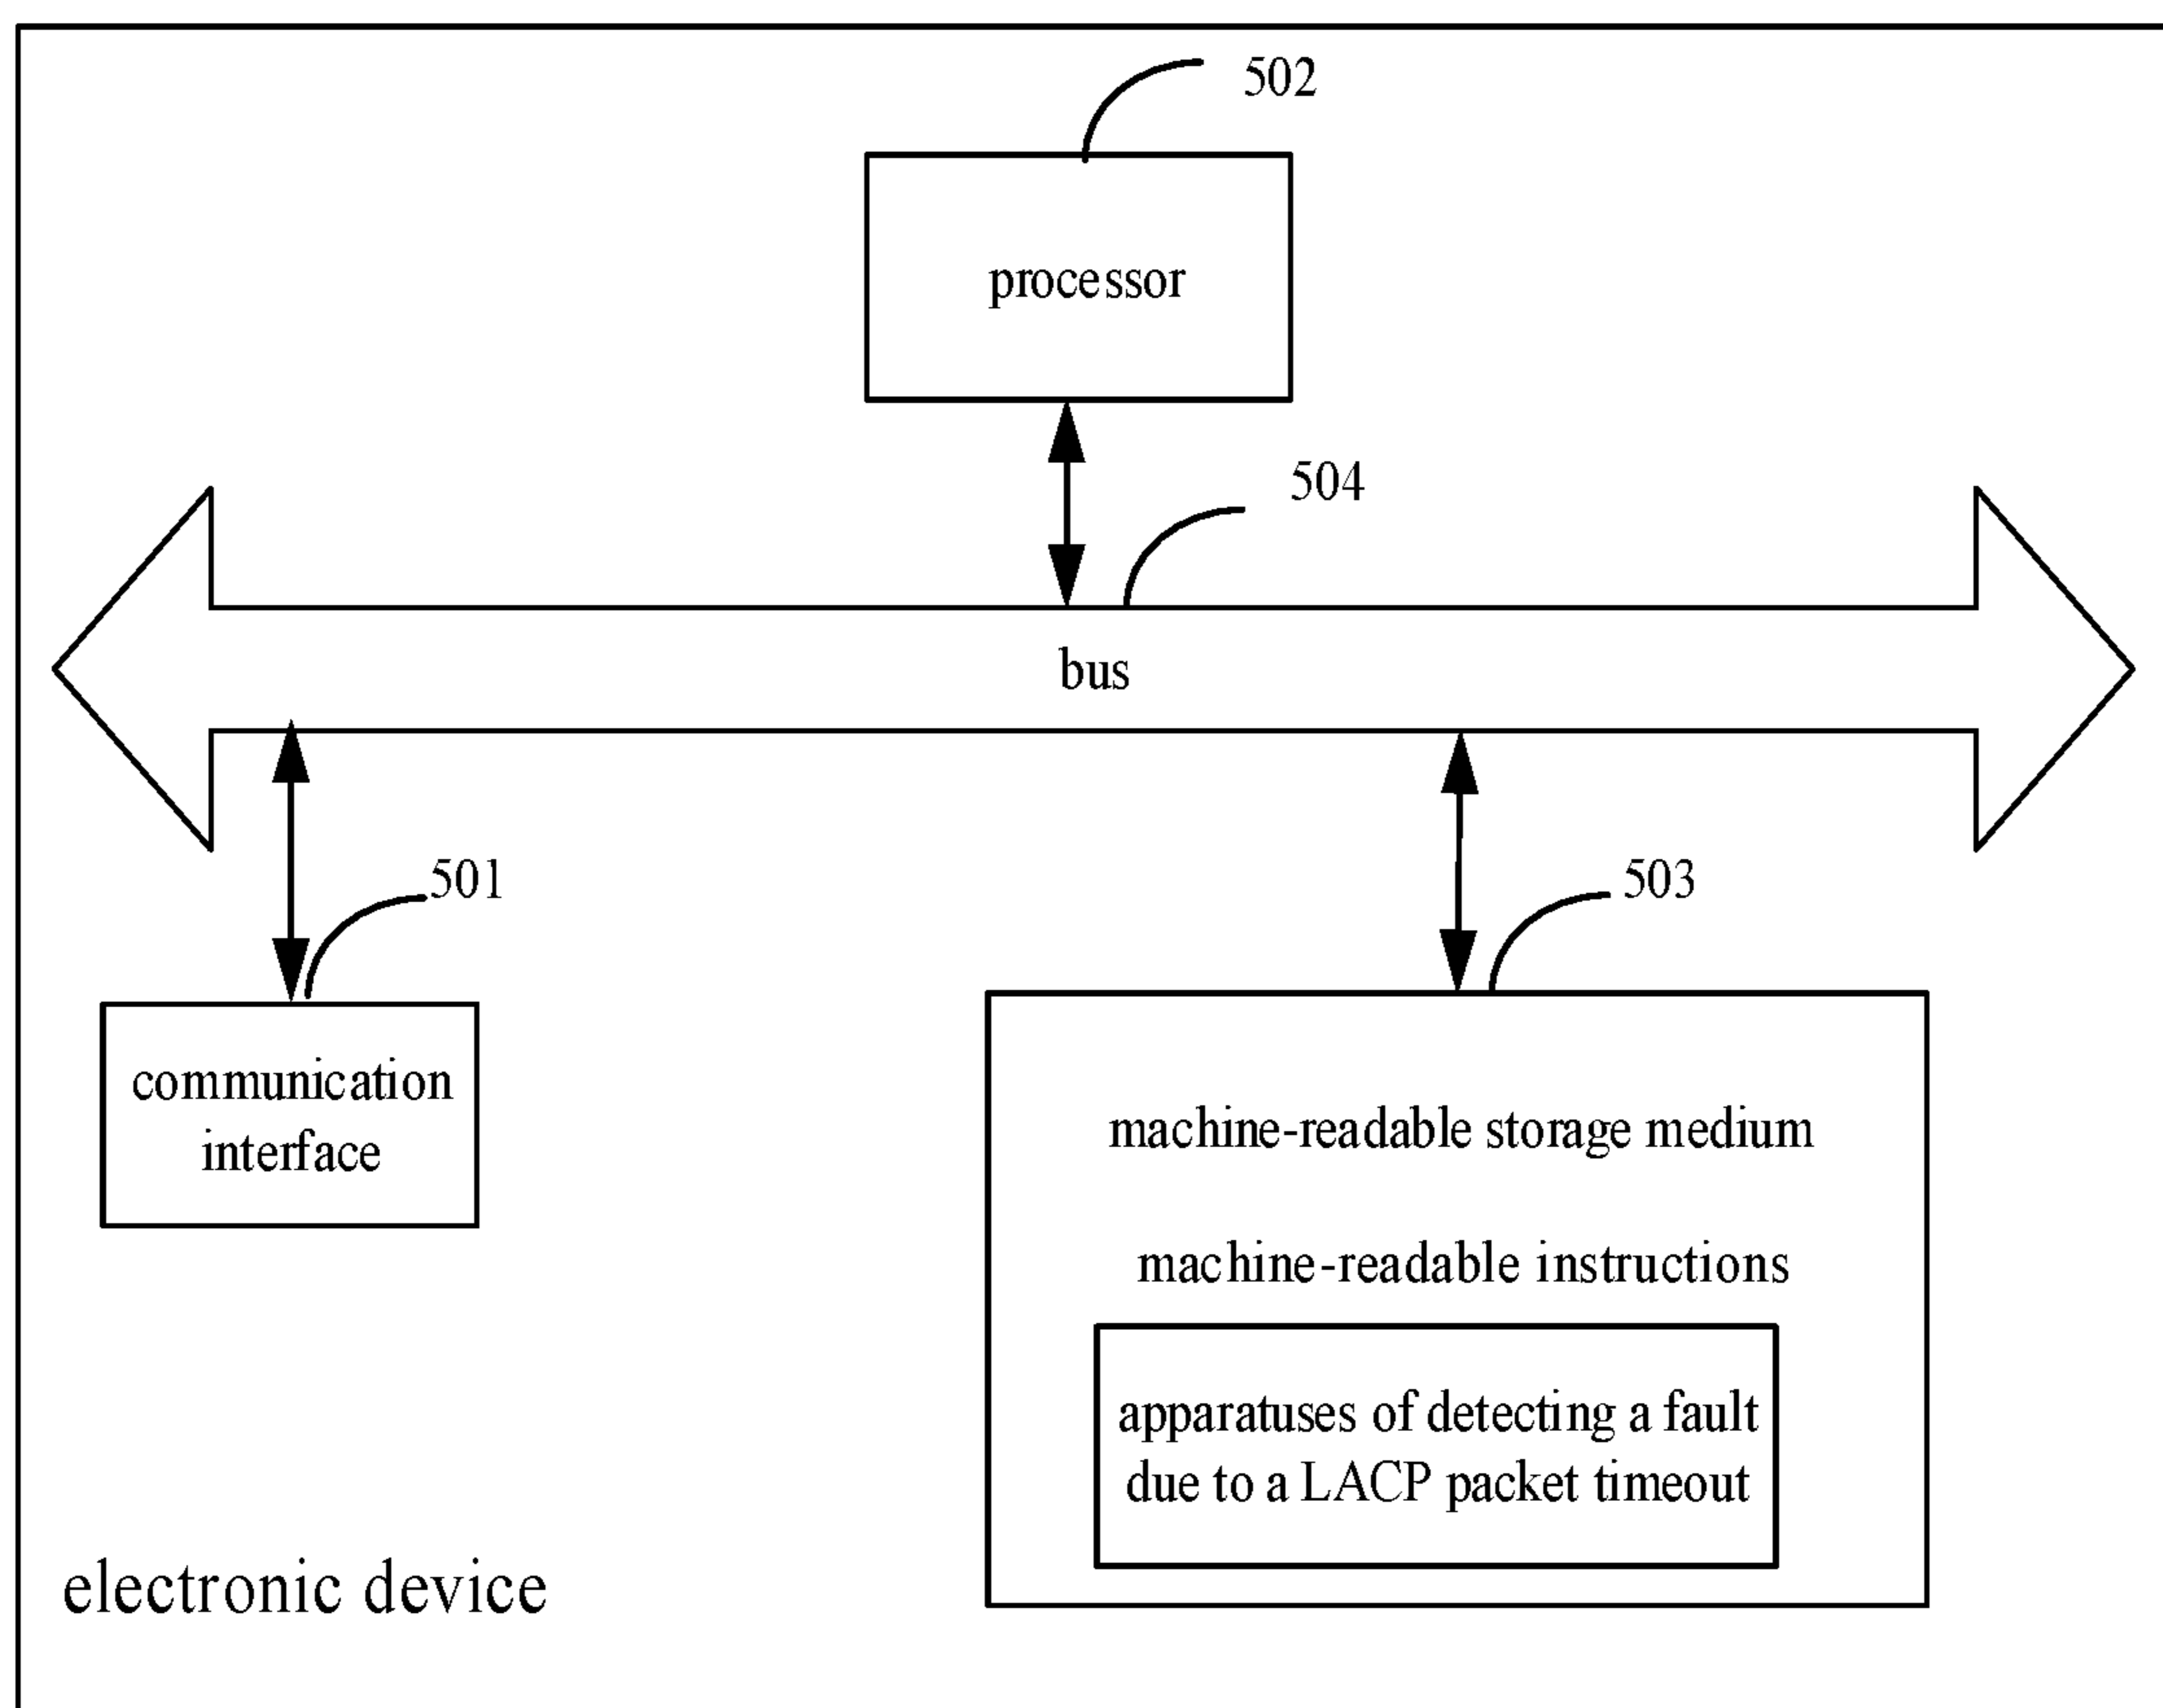 502
processor
504
bus
501
503
communication
interface
machine-readable storage medium
machine-readable instructions
apparatuses of detecting a fault
due to a LACP packet timeout
electronic device